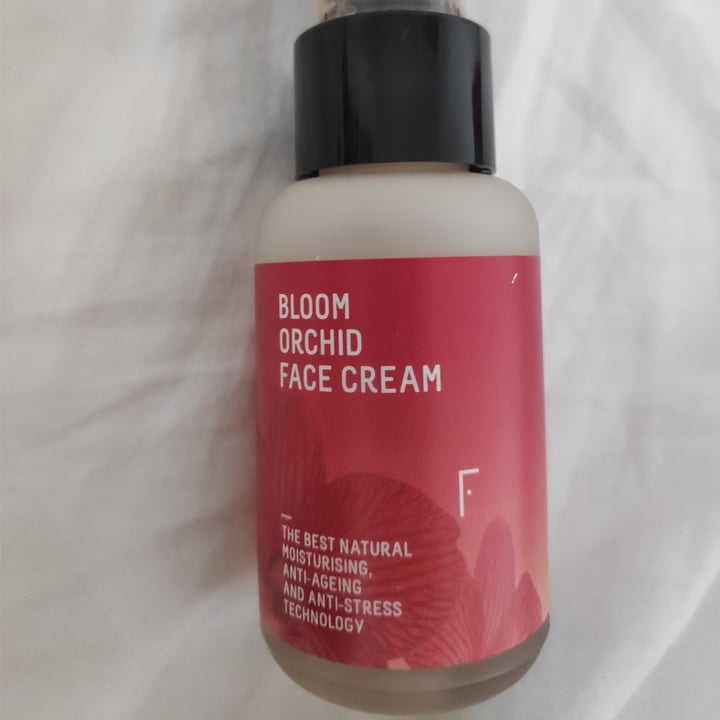 BLOOM
ORCHID
FACE CREAM
F
THE BEST NATURAL
MOISTURISING,
ANTI-AGEING
AND ANTI-STRESS
TECHNOLOGY